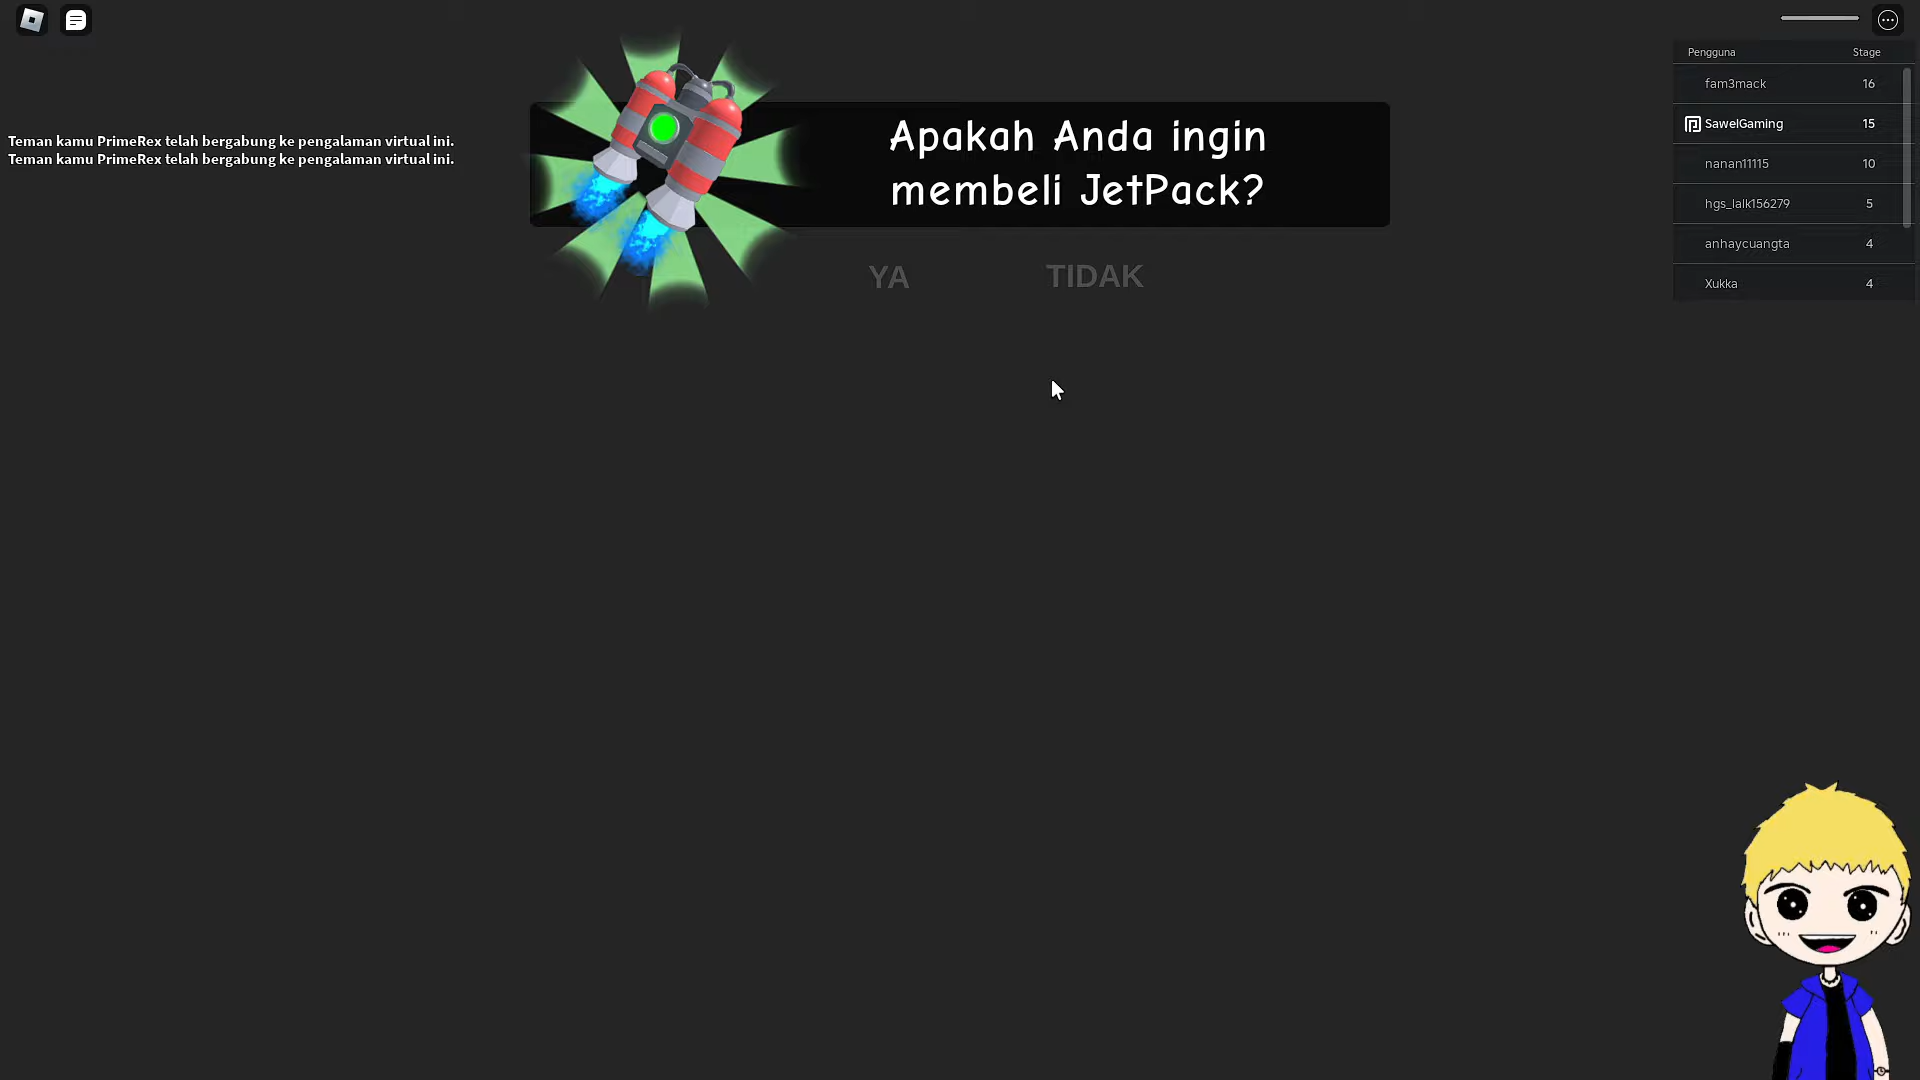 Teman kamu PrimeRex telah bergabung ke pengalaman virtual ini.
Teman kamu PrimeRex telah bergabung ke pengalaman virtual ini.
Apakah Anda ingin
membeli JetPack?
YA TIDAK
Pengguna Stage
fam3mack 16
SawelGaming 15
nanan11115 10
hgs_lalk156279 5
anhaycuangta 4
Xukka 4